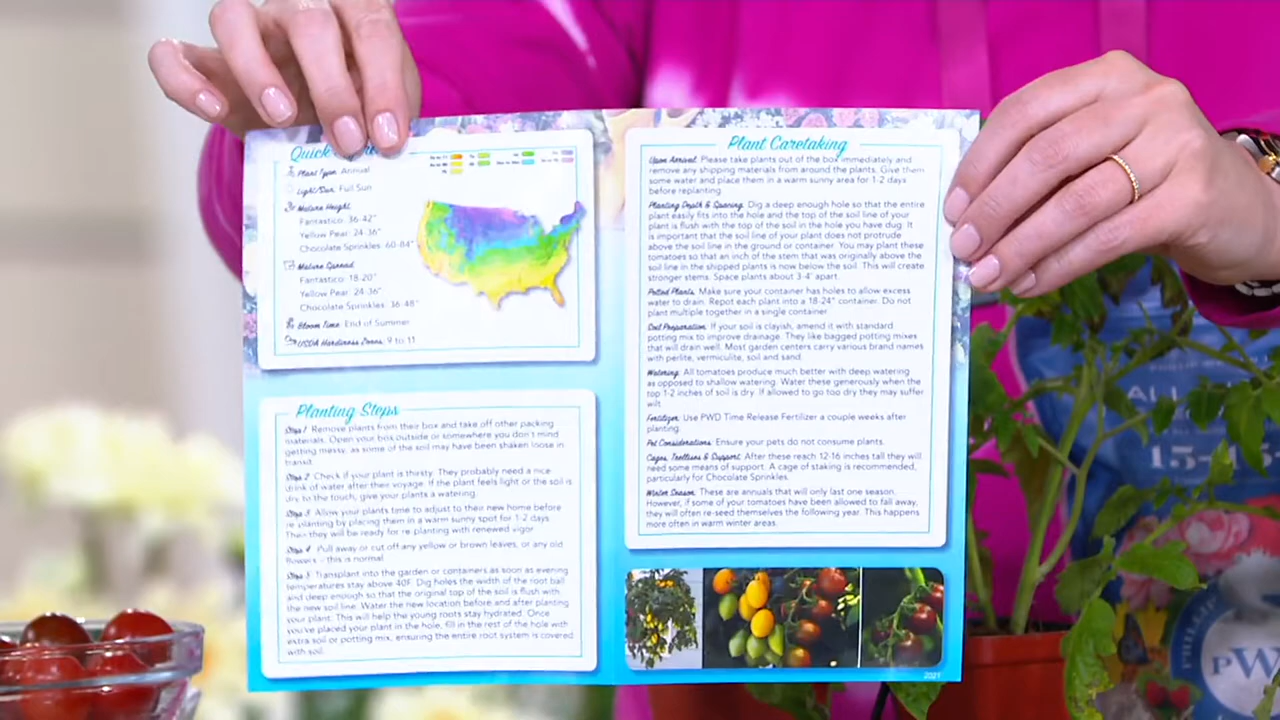 Quick
Plant Type: Annual
Light/Sun: Full Sun
Mature Height
Fantastico: 36-42"
Yellow Pear: 24-36"
Chocolate Sprinkles: 60-84"
Mature Spread
Fantastico: 18-20"
Yellow Pear: 24-36"
Chocolate Sprinkles: 36-48"
Bloom Time: End of Summer
USDA Hardiness Zones: 9 to 11
Planting Steps
Step 1 Remove plants from their box and take off other packing
materials. Open your box outside or somewhere you don't mind
getting messy, as some of the soil may have been shaken loose in
transit.
Step 2 Check if your plant is thirsty. They probably need a nice
drink of water after their voyage. If the plant feels light or the soil is
dry to the touch, give your plants a watering.
Step 3 Allow your plants time to adjust to their new home before
re-planting by placing them in a warm sunny spot for 1-2 days
Then they will be ready for re-planting with renewed vigor
Step 4 Pull away or cut off any yellow or brown leaves, or any old
flowers - this is normal.
Step 5 Transplant into the garden or containers as soon as evening
temperatures stay above 40F. Dig holes the width of the root ball
and deep enough so that the original top of the soil is flush with
the new soil line. Water the new location before and after planting
your plant. This will help the young roots stay hydrated. Once
you've placed your plant in the hole, fill in the rest of the hole with
extra soil or potting mix, ensuring the entire root system is covered
with soil.
Plant Caretaking
Upon Arrival: Please take plants out of the box immediately and
remove any shipping materials from around the plants. Give them
some water and place them in a warm sunny area for 1-2 days
before replanting.
Planting Depth & Spacing: Dig a deep enough hole so that the entire
plant easily fits into the hole and the top of the soil line of your
plant is flush with the top of the soil in the hole you have dug. It
is important that the soil line of your plant does not protrude
above the soil line in the ground or container. You may plant these
tomatoes so that an inch of the stem that was originally above the
soil line in the shipped plants is now below the soil. This will create
stronger stems. Space plants about 3-4' apart.
Potted Plants: Make sure your container has holes to allow excess
water to drain. Repot each plant into a 18-24" container. Do not
plant multiple together in a single container.
Soil Preparation: If your soil is clayish, amend it with standard
potting mix to improve drainage. They like bagged potting mixes
that will drain well. Most garden centers carry various brand names
with perlite, vermiculite, soil and sand.
Watering: All tomatoes produce much better with deep watering
as opposed to shallow watering. Water these generously when the
top 1-2 inches of soil is dry. If allowed to go too dry they may suffer
wilt.
Fertilizer: Use PWD Time Release Fertilizer a couple weeks after
planting.
Pet Considerations: Ensure your pets do not consume plants.
Cages, Trellises & Support: After these reach 12-16 inches tall they will
need some means of support. A cage of staking is recommended,
particularly for Chocolate Sprinkles.
Winter Season: These are annuals that will only last one season.
However, if some of your tomatoes have been allowed to fall away,
they will often re-seed themselves the following year. This happens
more often in warm winter areas.
2021
15-15